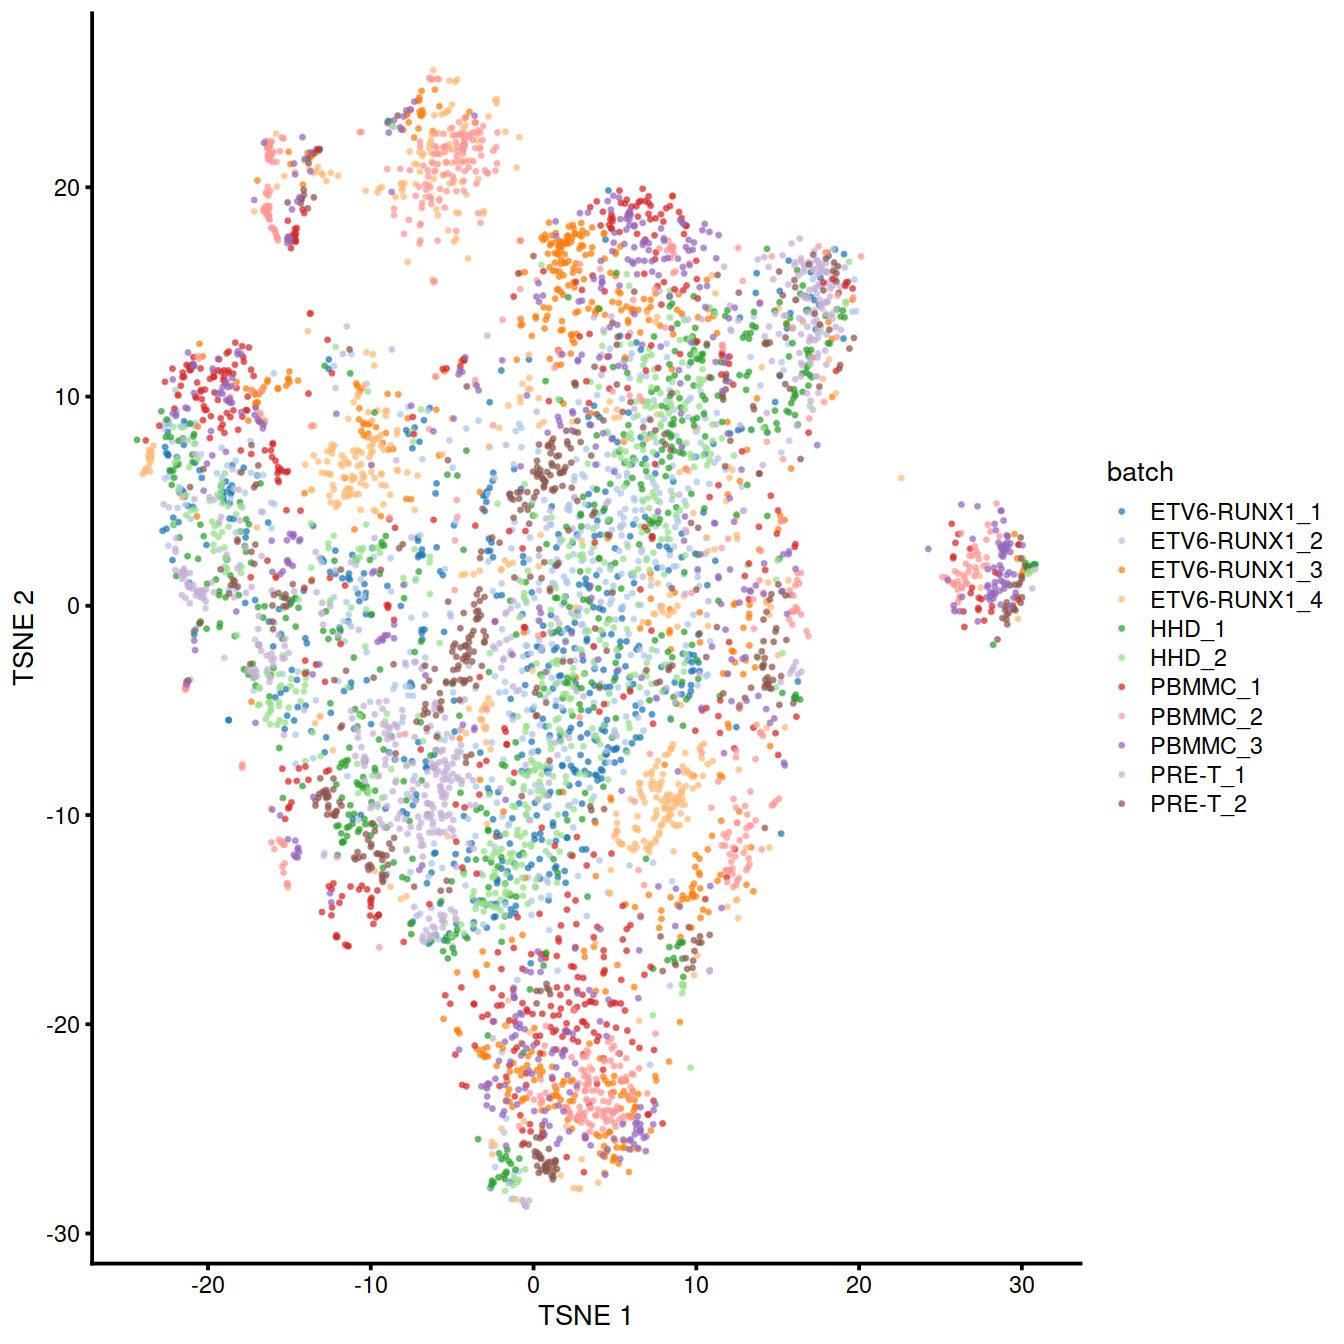 20
10
0
-10
-20
-30
TSNE 2
-20
-10
0
10
20
30
TSNE 1
batch
ETV6-RUNX1_1
ETV6-RUNX1_2
ETV6-RUNX1_3
ETV6-RUNX1_4
HHD_1
HHD_2
PBMMC_1
PBMMC_2
PBMMC_3
PRE-T_1
PRE-T_2